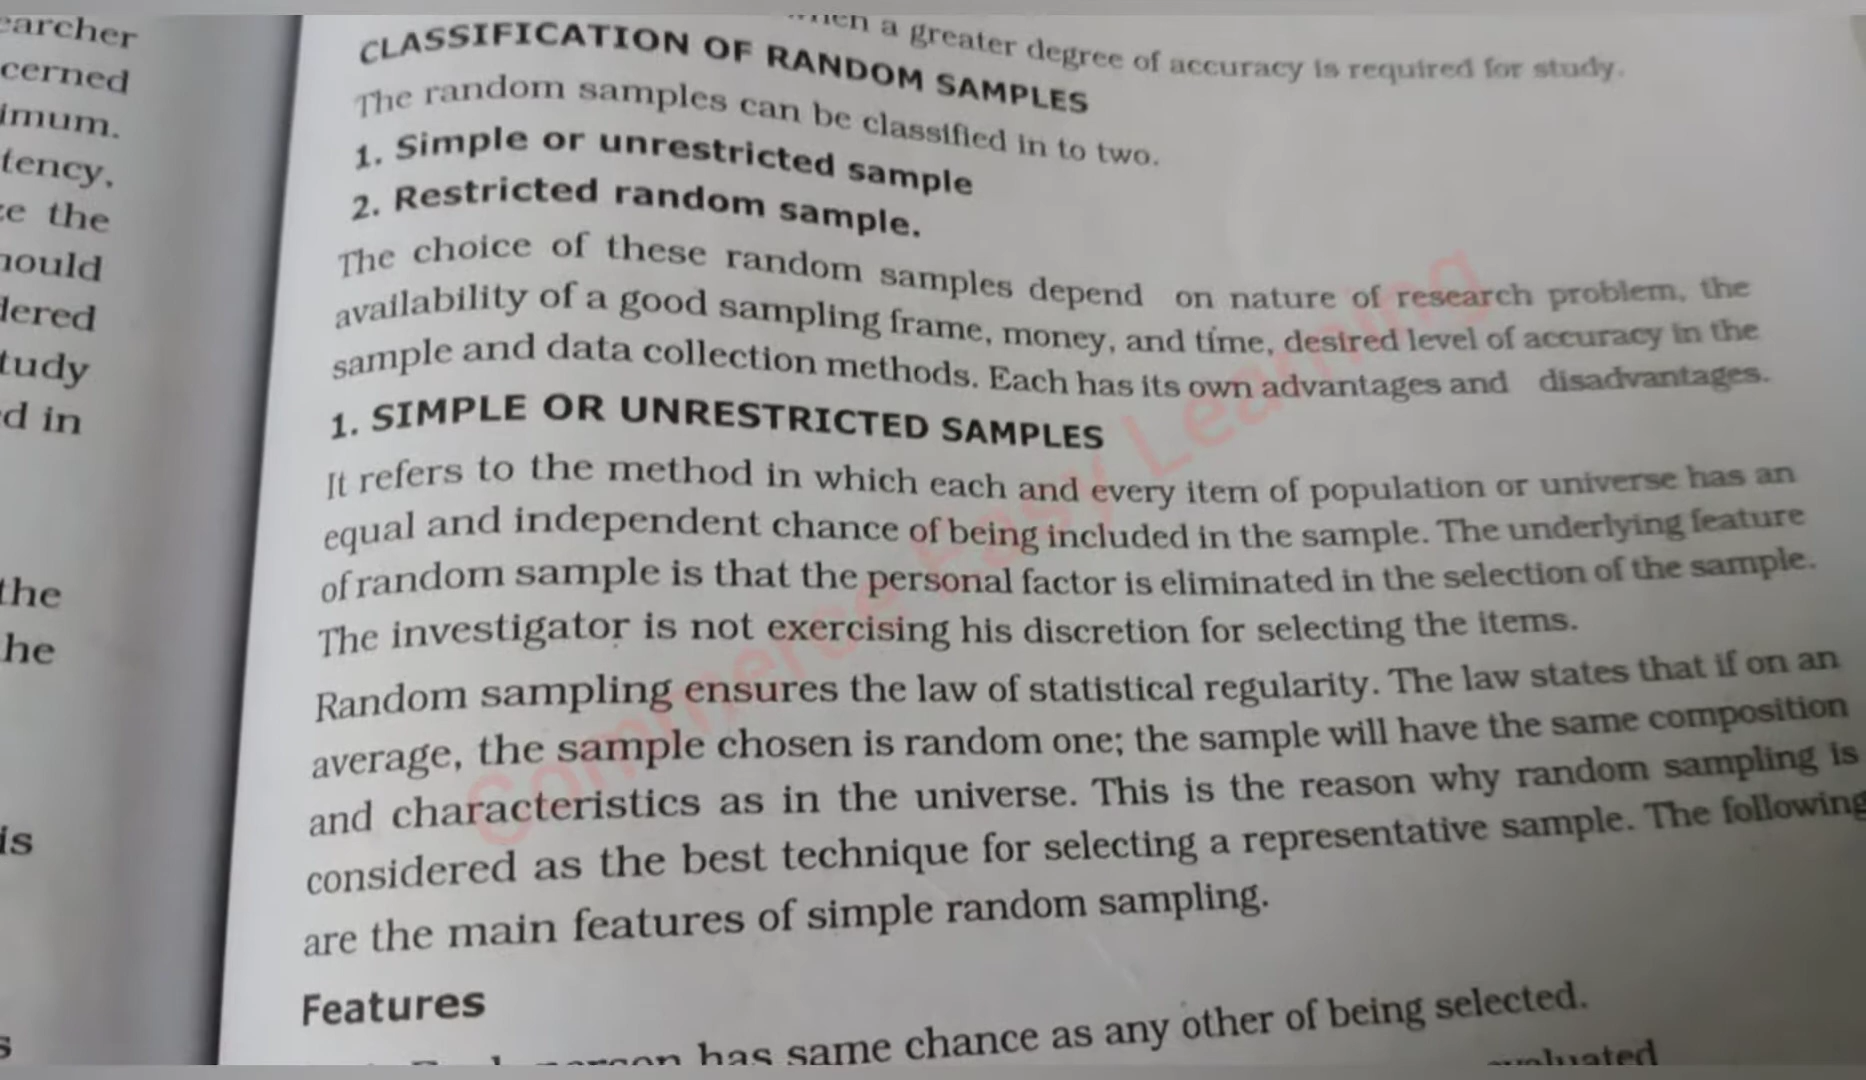 earcher
cerned
imum.
tency.
the
hould
dered
tudy
d in
the
he
is
s
a greater degree of accuracy is required for study.
CLASSIFICATION OF RANDOM SAMPLES
The random samples can be classified in to two.
1. Simple or unrestricted sample
2. Restricted random sample.
The choice of these random samples depend on nature of research problem, the
availability of a good sampling frame, money, and time, desired level of accuracy in the
sample and data collection methods. Each has its own advantages and disadvantages.
1. SIMPLE OR UNRESTRICTED SAMPLES
It refers to the method in which each and every item of population or universe has an
equal and independent chance of being included in the sample. The underlying feature
of random sample is that the personal factor is eliminated in the selection of the sample.
The investigator is not exercising his discretion for selecting the items.
Random sampling ensures the law of statistical regularity. The law states that if on an
average, the sample chosen is random one; the sample will have the same composition
and characteristics as in the universe. This is the reason why random sampling is
considered as the best technique for selecting a representative sample. The following
are the main features of simple random sampling.
Features
person has same chance as any other of being selected.
evaluated
Commerce Easy Learning